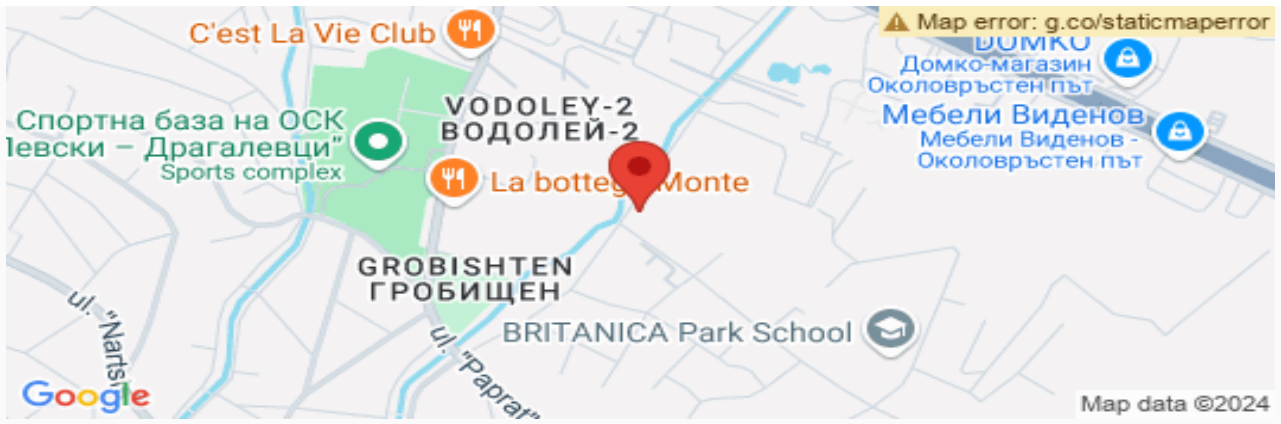 C'est La Vie Club
Map error: g.co/staticmaperror
DOMKO
Домко-магазин
Околовръстен път
VODOLEY-2
ВОДОЛЕЙ-2
Мебели Виденов
Мебели Виденов -
Околовръстен път
Спортна база на ОСК
Левски – Драгалевци"
Sports complex
La bottega Monte
GROBISHTEN
ГРОБИЩЕН
BRITANICA Park School
ul. "Narts
ul. "Paprat"
Google
Map data ©2024